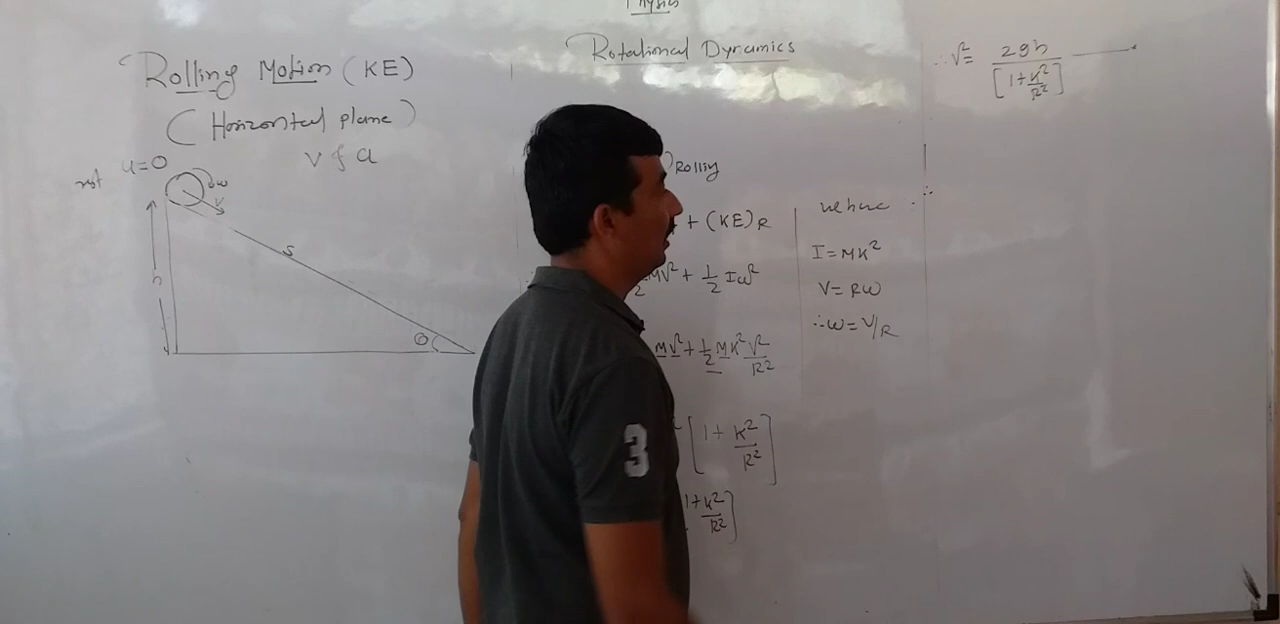 Physics
Rotational Dynamics
Rolling Motion (KE)
(Horizontal plane)
V & a
rest u=0
ω
V
S
h
θ
Rolling
+ (KE)R
MV² + 1/2 Iω²
MV² + 1/2 MK² V²/R²
[1 + K²/R²]
1+K²/R²]
where
I = MK²
V = Rω
∴ω = V/R
∴V² = 2gh/[1+K²/R²]
∴
3